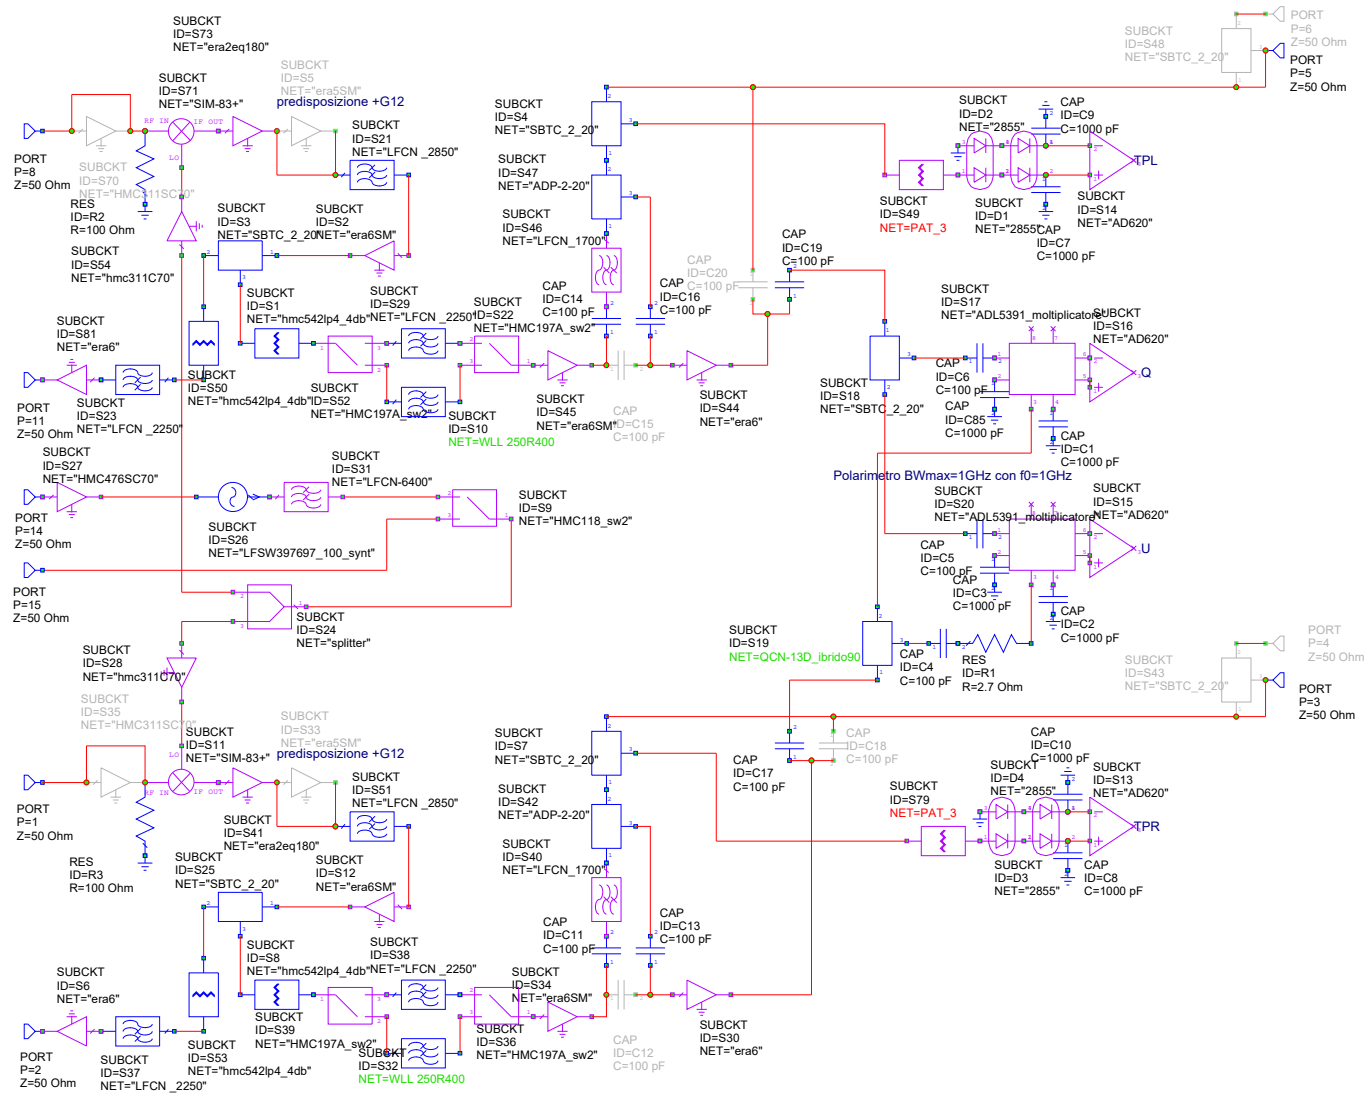 SUBCKT
ID=S73
NET="era2eq180"
SUBCKT
ID=S71
NET="SIM-83+"
SUBCKT
ID=S5
NET="era5SM"
predisposizione +G12
RF IN
IF OUT
LO
SUBCKT
ID=S21
NET="LFCN _2850"
PORT
P=8
Z=50 Ohm
SUBCKT
ID=S70
NET="HMC311SC70"
RES
ID=R2
R=100 Ohm
SUBCKT
ID=S54
NET="hmc311C70"
SUBCKT
ID=S3
NET="SBTC_2_20"
SUBCKT
ID=S2
NET="era6SM"
SUBCKT
ID=S81
NET="era6"
SUBCKT
ID=S1
NET="hmc542lp4_4db"
SUBCKT
ID=S29
NET="LFCN _2250"
SUBCKT
ID=S22
NET="HMC197A_sw2"
PORT
P=11
Z=50 Ohm
SUBCKT
ID=S23
NET="LFCN _2250"
SUBCKT
ID=S50
NET="hmc542lp4_4db"
SUBCKT
ID=S52
NET="HMC197A_sw2"
SUBCKT
ID=S10
NET=WLL 250R400
SUBCKT
ID=S4
NET="SBTC_2_20"
SUBCKT
ID=S47
NET="ADP-2-20"
SUBCKT
ID=S46
NET="LFCN_1700"
CAP
ID=C14
C=100 pF
CAP
ID=C16
C=100 pF
SUBCKT
ID=S45
NET="era6SM"
CAP
ID=C15
C=100 pF
SUBCKT
ID=S44
NET="era6"
CAP
ID=C20
C=100 pF
CAP
ID=C19
C=100 pF
SUBCKT
ID=S48
NET="SBTC_2_20"
PORT
P=6
Z=50 Ohm
PORT
P=5
Z=50 Ohm
SUBCKT
ID=S49
NET=PAT_3
SUBCKT
ID=D2
NET="2855"
CAP
ID=C9
C=1000 pF
SUBCKT
ID=D1
NET="2855"
CAP
ID=C7
C=1000 pF
TPL
SUBCKT
ID=S14
NET="AD620"
SUBCKT
ID=S17
NET="ADL5391_moltiplicatore"
SUBCKT
ID=S16
NET="AD620"
Q
SUBCKT
ID=S18
NET="SBTC_2_20"
CAP
ID=C6
C=100 pF
CAP
ID=C85
C=1000 pF
CAP
ID=C1
C=1000 pF
Polarimetro BWmax=1GHz con f0=1GHz
SUBCKT
ID=S20
NET="ADL5391_moltiplicatore"
SUBCKT
ID=S15
NET="AD620"
U
CAP
ID=C5
C=100 pF
CAP
ID=C3
C=1000 pF
CAP
ID=C2
C=1000 pF
SUBCKT
ID=S19
NET=QCN-13D_ibrido90
CAP
ID=C4
C=100 pF
RES
ID=R1
R=2.7 Ohm
SUBCKT
ID=S27
NET="HMC476SC70"
PORT
P=14
Z=50 Ohm
SUBCKT
ID=S26
NET="LFSW397697_100_synt"
SUBCKT
ID=S31
NET="LFCN-6400"
SUBCKT
ID=S9
NET="HMC118_sw2"
PORT
P=15
Z=50 Ohm
SUBCKT
ID=S24
NET="splitter"
SUBCKT
ID=S28
NET="hmc311C70"
SUBCKT
ID=S35
NET="HMC311SC70"
SUBCKT
ID=S11
NET="SIM-83+"
SUBCKT
ID=S33
NET="era5SM"
predisposizione +G12
LO
RF IN
IF OUT
SUBCKT
ID=S51
NET="LFCN _2850"
PORT
P=1
Z=50 Ohm
RES
ID=R3
R=100 Ohm
SUBCKT
ID=S41
NET="era2eq180"
SUBCKT
ID=S25
NET="SBTC_2_20"
SUBCKT
ID=S12
NET="era6SM"
SUBCKT
ID=S6
NET="era6"
SUBCKT
ID=S8
NET="hmc542lp4_4db"
SUBCKT
ID=S38
NET="LFCN _2250"
SUBCKT
ID=S34
NET="era6SM"
PORT
P=2
Z=50 Ohm
SUBCKT
ID=S37
NET="LFCN _2250"
SUBCKT
ID=S53
NET="hmc542lp4_4db"
SUBCKT
ID=S39
NET="HMC197A_sw2"
SUBCKT
ID=S32
NET=WLL 250R400
SUBCKT
ID=S36
NET="HMC197A_sw2"
SUBCKT
ID=S7
NET="SBTC_2_20"
SUBCKT
ID=S42
NET="ADP-2-20"
SUBCKT
ID=S40
NET="LFCN_1700"
CAP
ID=C11
C=100 pF
CAP
ID=C13
C=100 pF
CAP
ID=C12
C=100 pF
SUBCKT
ID=S30
NET="era6"
CAP
ID=C17
C=100 pF
CAP
ID=C18
C=100 pF
SUBCKT
ID=S43
NET="SBTC_2_20"
PORT
P=4
Z=50 Ohm
PORT
P=3
Z=50 Ohm
SUBCKT
ID=S79
NET=PAT_3
SUBCKT
ID=D4
NET="2855"
CAP
ID=C10
C=1000 pF
SUBCKT
ID=S13
NET="AD620"
TPR
SUBCKT
ID=D3
NET="2855"
CAP
ID=C8
C=1000 pF